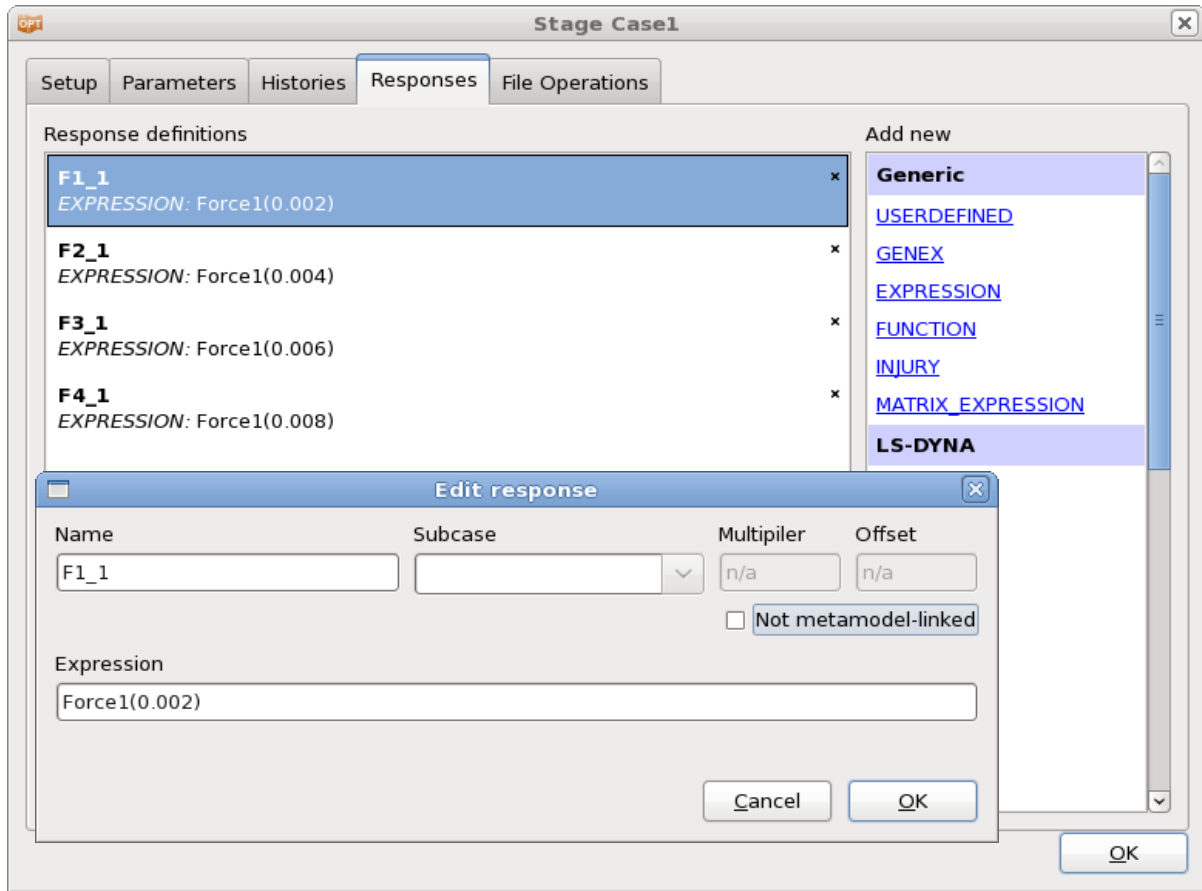 OPT
Stage Case1
Setup Parameters Histories Responses File Operations
Response definitions
F1_1
EXPRESSION: Force1(0.002)
F2_1
EXPRESSION: Force1(0.004)
F3_1
EXPRESSION: Force1(0.006)
F4_1
EXPRESSION: Force1(0.008)
Add new
Generic
USERDEFINED
GENEX
EXPRESSION
FUNCTION
INJURY
MATRIX_EXPRESSION
LS-DYNA
Edit response
Name Subcase Multipiler Offset
F1_1 n/a n/a
Not metamodel-linked
Expression
Force1(0.002)
Cancel OK
OK